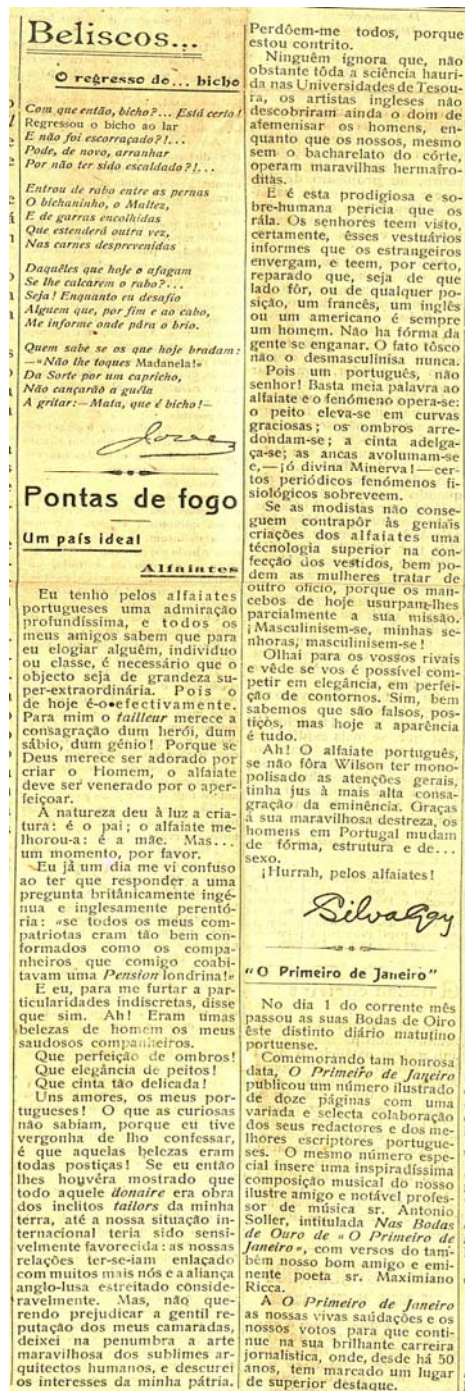 Beliscos...
O regresso do... bicho
Com que então, bicho?... Está certo!
Regressou o bicho ao lar
E não foi escorraçado?!...
Pode, de novo, arranhar
Por não ter sido escaldado?!...
Entrou de rabo entre as pernas
O bichaninho, o Maltez,
E de garras encolhidas
Que estenderá outra vez,
Nas carnes desprevenidas
Daquêles que hoje o afagam
Se lhe calcarem o rabo?...
Seja! Enquanto eu desafio
Alguem que, por fim e ao cabo,
Me informe onde pára o brio.
Quem sabe se os que hoje bradam:
—«Não lhe toques Madanela!»
Da Sorte por um capricho,
Não cançarão a guéla
A gritar:—Mata, que é bicho!—
Pontas de fogo
Um país ideal
Alfaiates
Eu tenho pelos alfaiates
portugueses uma admiração
profundíssima, e todos os
meus amigos sabem que para
eu elogiar alguêm, individuo
ou classe, é necessário que o
objecto seja de grandeza su-
per-extraordinária. Pois o
de hoje é-o efectivamente.
Para mim o tailleur merece a
consagração dum herói, dum
sábio, dum génio! Porque se
Deus merece ser adorado por
criar o Homem, o alfaiate
deve ser venerado por o aper-
feiçoar.
A natureza deu à luz a cria-
tura: é o pai; o alfaiate me-
lhorou-a: é a mãe. Mas...
um momento, por favor.
Eu já um dia me vi confuso
ao ter que responder a uma
pregunta britânicamente ingé-
nua e inglesamente perentó-
ria: «se todos os meus com-
patriotas eram tão bem con-
formados como os compa-
nheiros que comigo coabi-
tavam uma Pension londrina!»
E eu, para me furtar a par-
ticularidades indiscretas, disse
que sim. Ah! Eram umas
belezas de homem os meus
saudosos companheiros.
Que perfeição de ombros!
Que elegância de peitos!
Que cinta tão delicada!
Uns amores, os meus por-
tugueses! O que as curiosas
não sabiam, porque eu tive
vergonha de lho confessar,
é que aquelas belezas eram
todas postiças! Se eu então
lhes houvéra mostrado que
todo aquele donaire era obra
dos inclitos tailors da minha
terra, até a nossa situação in-
ternacional teria sido sensi-
velmente favorecida: as nossas
relações ter-se-iam enlaçado
com muitos mais nós e a aliança
anglo-lusa estreitado conside-
ravelmente. Mas, não que-
rendo prejudicar a gentil re-
putação dos meus camaradas,
deixei na penumbra a arte
maravilhosa dos sublimes ar-
quitectos humanos, e descurei
os interesses da minha pátria.
Perdôem-me todos, porque
estou contrito.
Ninguêm ignora que, não
obstante tôda a sciência hauri-
da nas Universidades de Tesou-
ra, os artistas ingleses não
descobriram ainda o dom de
afemenisar os homens, en-
quanto que os nossos, mesmo
sem o bacharelato do córte,
operam maravilhas hermafro-
ditas.
E é esta prodigiosa e so-
bre-humana perícia que os
rála. Os senhores teem visto,
certamente, êsses vestuários
informes que os estrangeiros
envergam, e teem, por certo,
reparado que, seja de que
lado fôr, ou de qualquer po-
sição, um francês, um inglês
ou um americano é sempre
um homem. Não ha fórma da
gente se enganar. O fato tôsco
não o desmasculinisa nunca.
Pois um português, não
senhor! Basta meia palavra ao
alfaiate e o fenómeno opera-se:
o peito eleva-se em curvas
graciosas; os ombros arre-
dondam-se; a cinta adelga-
ça-se; as ancas avolumam-se
e,—¡ó divina Minerva!—cer-
tos periódicos fenómenos fi-
siológicos sobreveem.
Se as modistas não conse-
guem contrapôr às geniais
criações dos alfaiates uma
técnologia superior na con-
fecção dos vestidos, bem po-
dem as mulheres tratar de
outro ofício, porque os man-
cebos de hoje usurpam-lhes
parcialmente a sua missão.
¡Masculinisem-se, minhas se-
nhoras, masculinisem-se!
Olhai para os vossos rivais
e vêde se vos é possível com-
petir em elegância, em perfei-
ção de contornos. Sim, bem
sabemos que são falsos, pos-
tiços, mas hoje a aparência
é tudo.
Ah! O alfaiate português,
se não fôra Wilson ter mono-
polisado as atenções gerais,
tinha jus à mais alta consa-
gração da eminência. Graças
à sua maravilhosa destreza, os
homens em Portugal mudam
de fórma, estrutura e de...
sexo.
¡Hurrah, pelos alfaiates!
Silva Gay
"O Primeiro de Janeiro"
No dia 1 do corrente mês
passou as suas Bodas de Oiro
êste distinto diário matutino
portuense.
Comemorando tam honrosa
data, O Primeiro de Janeiro
publicou um número ilustrado
de doze páginas com uma
variada e selecta colaboração
dos seus redactores e dos me-
lhores escriptores portugue-
ses. O mesmo número espe-
cial insere uma inspiradíssima
composição musical do nosso
ilustre amigo e notável profes-
sor de música sr. Antonio
Soller, intitulada Nas Bodas
de Ouro de «O Primeiro de
Janeiro», com versos do tam-
bêm nosso bom amigo e emi-
nente poeta sr. Maximiano
Ricca.
A O Primeiro de Janeiro
as nossas vivas saudações e os
nossos votos para que conti-
nue na sua brilhante carreira
jornalística, onde, desde há 50
anos, tem marcado um lugar
de superior destaque.